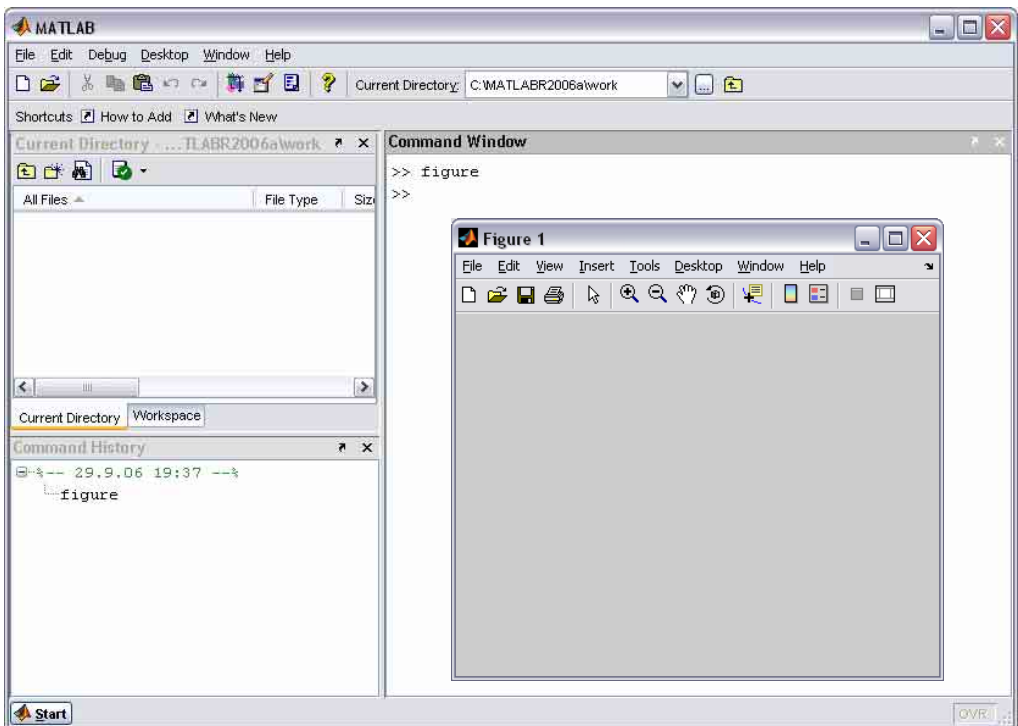 MATLAB
File Edit Debug Desktop Window Help
Current Directory: C:\MATLABR2006a\work
Shortcuts How to Add What's New
Current Directory - ...TLABR2006a\work
All Files File Type Size
Current Directory Workspace
Command History
%-- 29.9.06 19:37 --%
figure
Command Window
>> figure
>>
Figure 1
File Edit View Insert Tools Desktop Window Help
Start
OVR